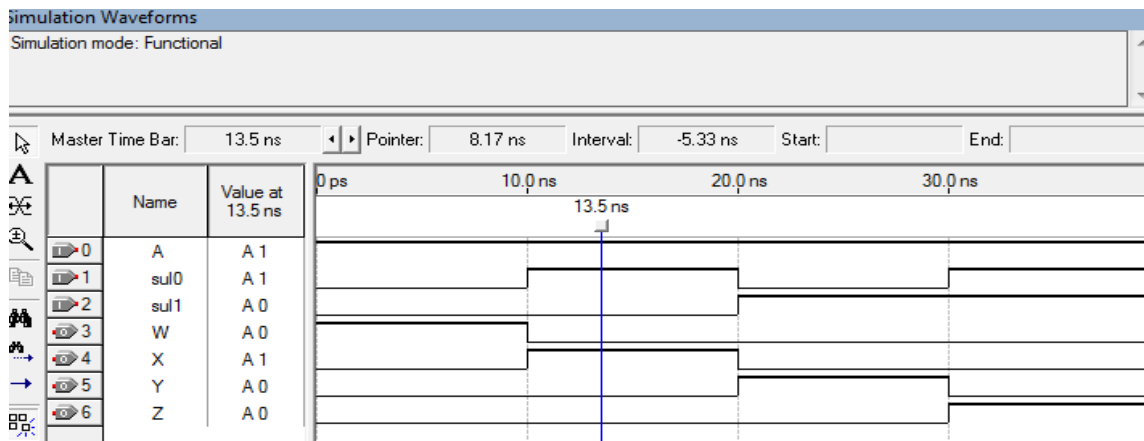 Simulation Waveforms
Simulation mode: Functional
Master Time Bar: 13.5 ns Pointer: 8.17 ns Interval: -5.33 ns Start: End:
Name Value at 13.5 ns
0 ps 10.0 ns 20.0 ns 30.0 ns
13.5 ns
0 A A 1
1 sul0 A 1
2 sul1 A 0
3 W A 0
4 X A 1
5 Y A 0
6 Z A 0